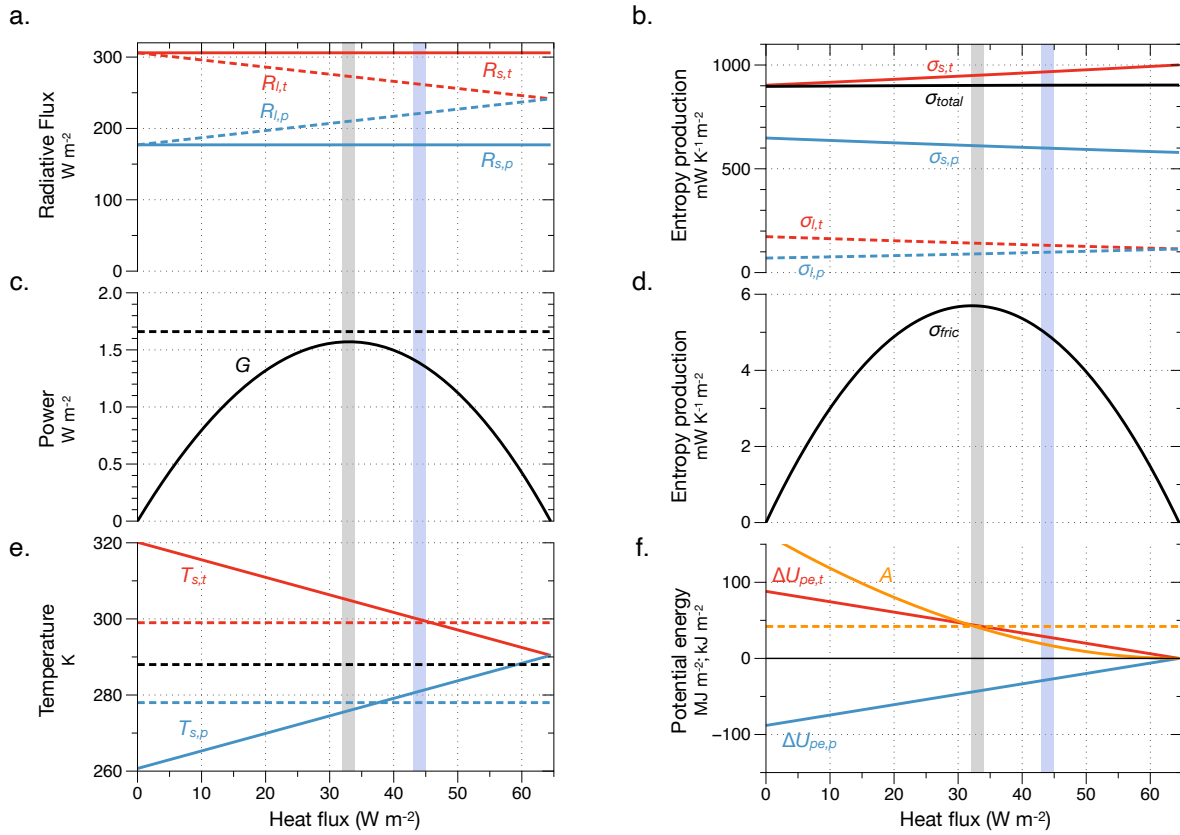 a.
300
200
100
0
Radiative Flux
W m-2
Rs,t
Rl,t
Rl,p
Rs,p
b.
1000
800
600
400
200
0
Entropy production
mW K-1 m-2
σs,t
σtotal
σs,p
σl,t
σl,p
c.
2.0
1.5
1.0
0.5
0
Power
W m-2
G
d.
6
4
2
0
Entropy production
mW K-1 m-2
σfric
e.
320
300
280
260
Temperature
K
Ts,t
Ts,p
0 10 20 30 40 50 60
Heat flux (W m-2)
f.
100
0
−100
Potential energy
MJ m-2; kJ m-2
ΔUpe,t
A
ΔUpe,p
0 10 20 30 40 50 60
Heat flux (W m-2)